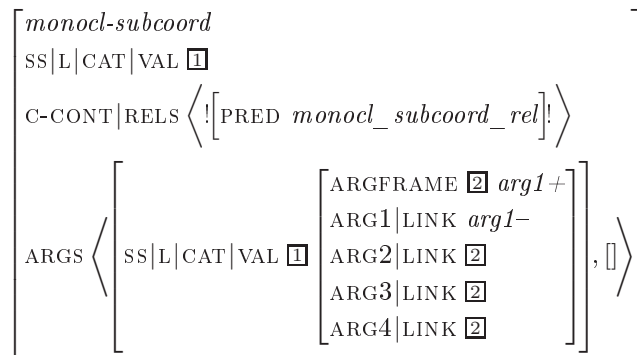 monocl-subcoord
SS|L|CAT|VAL 1
C-CONT|RELS ⟨![PRED monocl_subcoord_rel]!⟩
ARGFRAME 2 arg1+
ARG1|LINK arg1–
ARGS ⟨[SS|L|CAT|VAL 1 ARG2|LINK 2 ], []⟩
ARG3|LINK 2
ARG4|LINK 2